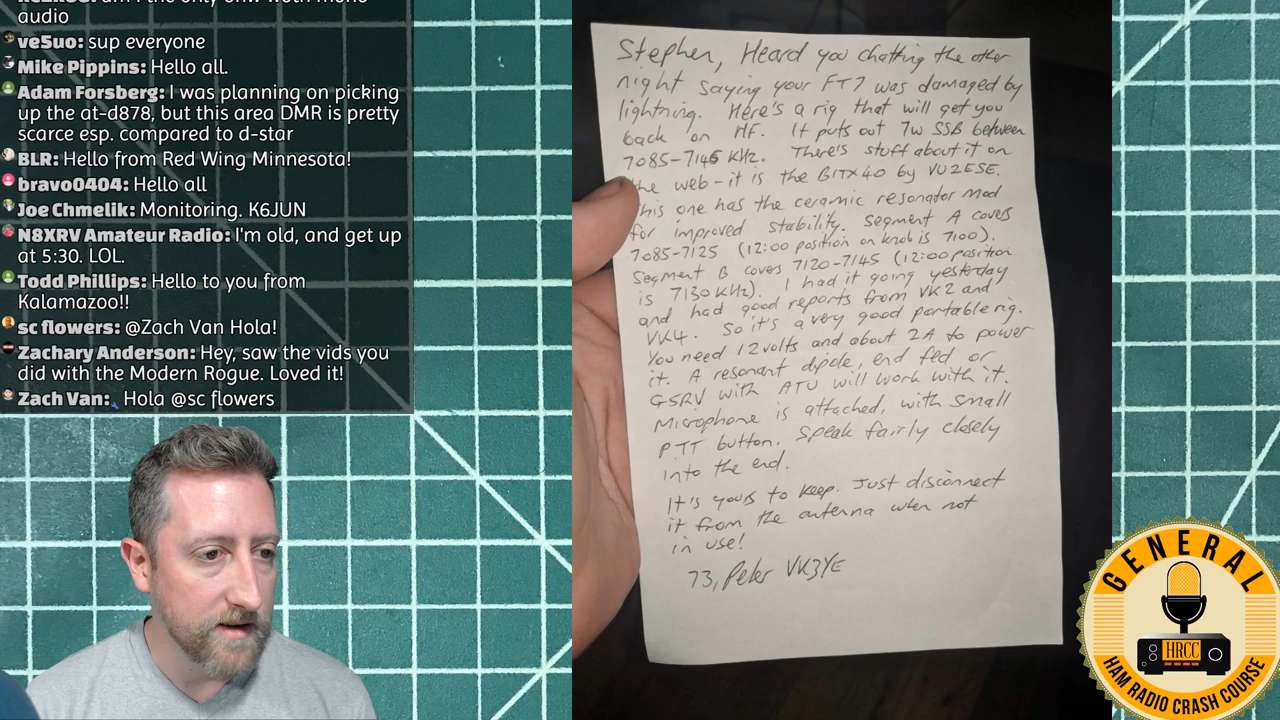 audio
ve5uo: sup everyone
Mike Pippins: Hello all.
Adam Forsberg: I was planning on picking
up the at-d878, but this area DMR is pretty
scarce esp. compared to d-star
BLR: Hello from Red Wing Minnesota!
bravo0404: Hello all
Joe Chmelik: Monitoring. K6JUN
N8XRV Amateur Radio: I'm old, and get up
at 5:30. LOL.
Todd Phillips: Hello to you from
Kalamazoo!!
sc flowers: @Zach Van Hola!
Zachary Anderson: Hey, saw the vids you
did with the Modern Rogue. Loved it!
Zach Van: Hola @sc flowers
Stephen, Heard you chatting the other
night saying your FT7 was damaged by
lightning. Here's a rig that will get you
back on HF. It puts out 7w SSB between
7085-7145 KHz. There's stuff about it on
the web - it is the BITX40 by VU2ESE.
This one has the ceramic resonator mod
for improved stability. Segment A covers
7085-7125 (12:00 position on knob is 7100).
Segment B covers 7120-7145 (12:00 position
is 7130 KHz). I had it going yesterday
and had good reports from VK2 and
VK4. So it's a very good portable rig.
You need 12 volts and about 2A to power
it. A resonant dipole, end fed or
G5RV with ATU will work with it.
Microphone is attached, with small
PTT button. Speak fairly closely
into the end.
It's yours to keep. Just disconnect
it from the antenna when not
in use!
73, Peter VK3YE
GENERAL
HRCC
HAM RADIO CRASH COURSE